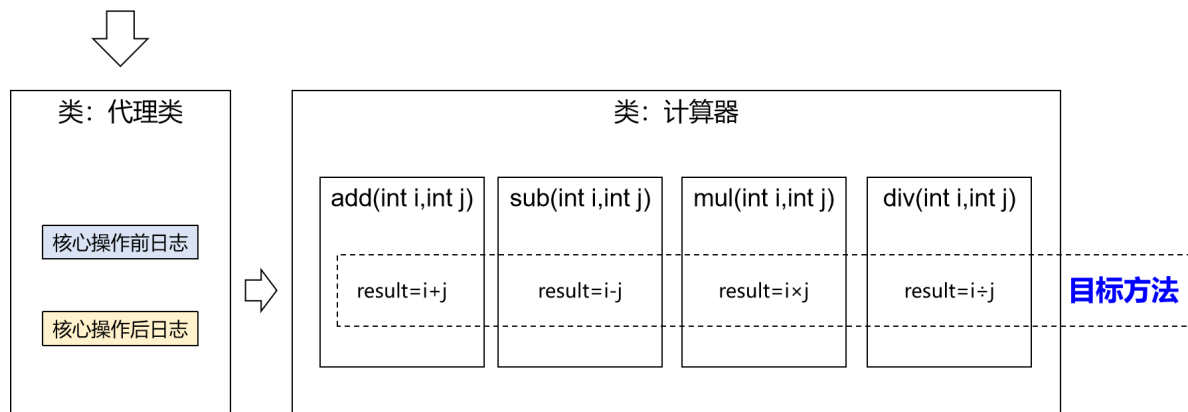 类：代理类
核心操作前日志
核心操作后日志
类：计算器
add(int i,int j)
sub(int i,int j)
mul(int i,int j)
div(int i,int j)
result=i+j
result=i-j
result=i×j
result=i÷j
目标方法